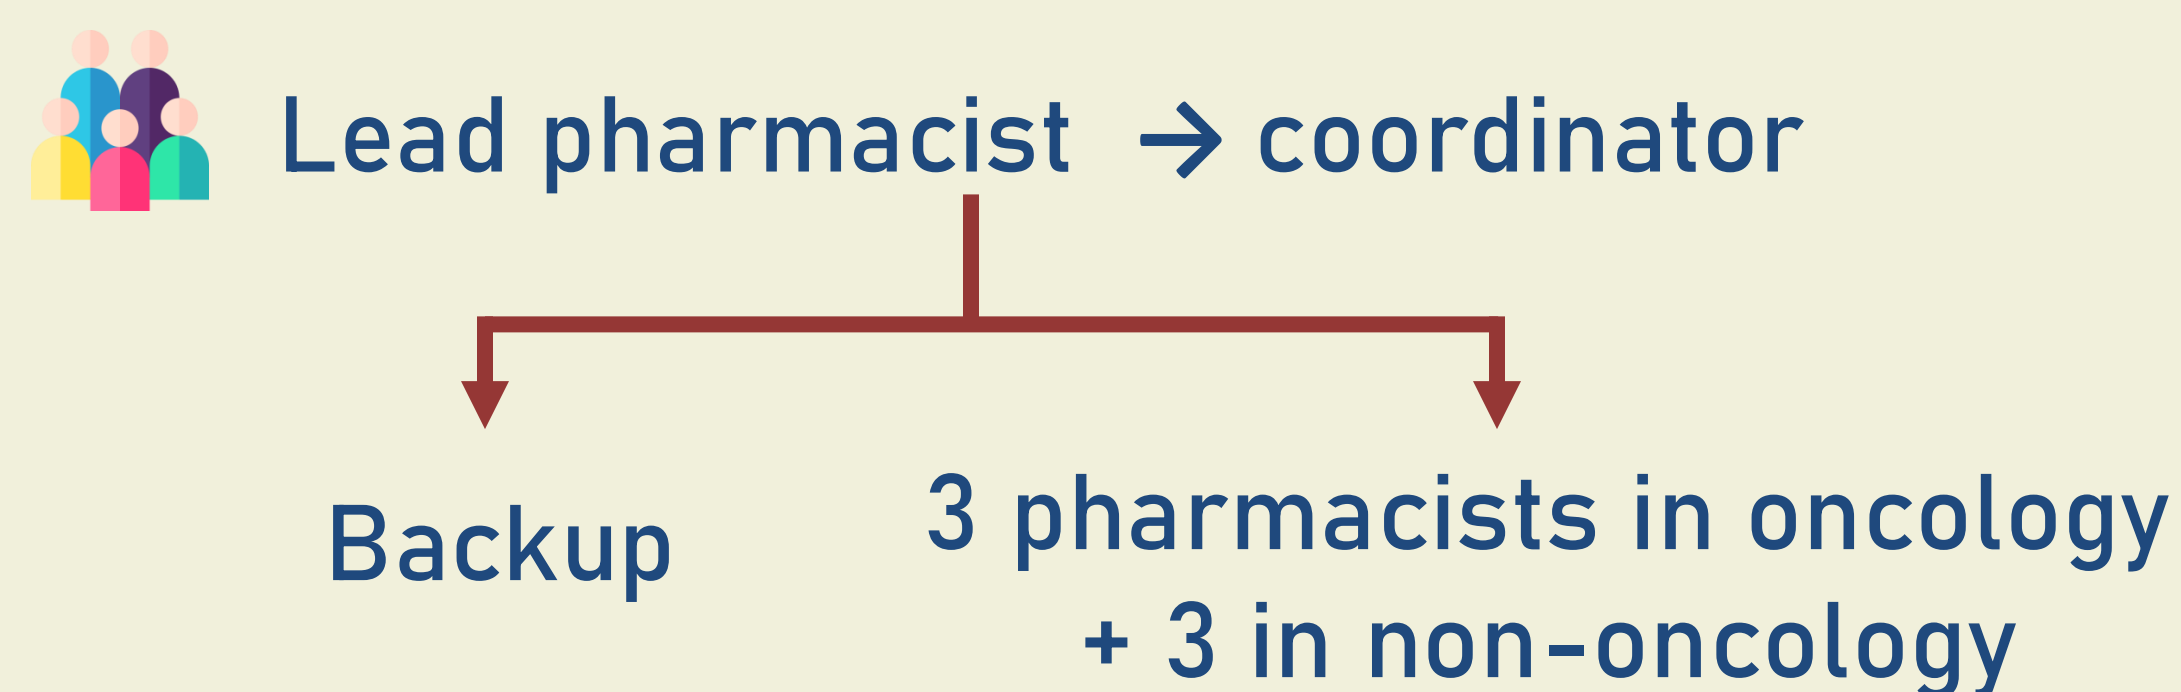 Lead pharmacist → coordinator
Backup
3 pharmacists in oncology
+ 3 in non-oncology